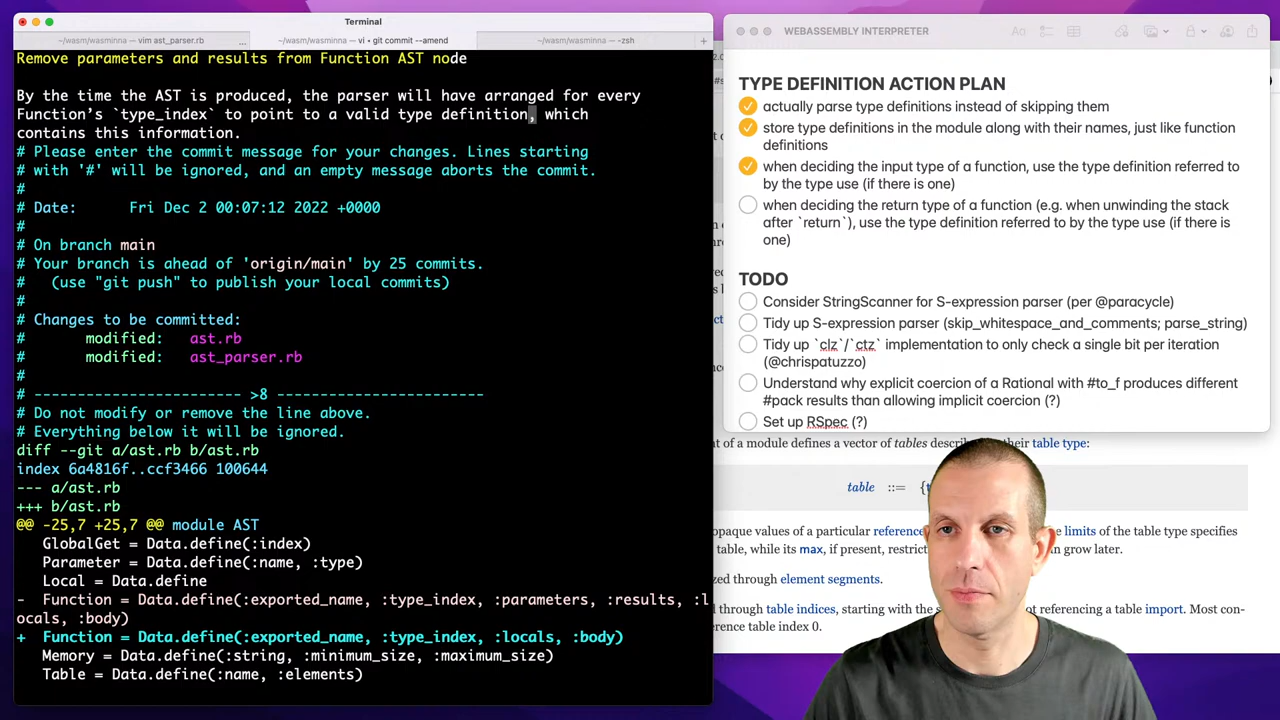 Terminal
~/wasm/wasminna — vim ast_parser.rb ...
~/wasm/wasminna — vi • git commit --amend
~/wasm/wasminna — -zsh
+
Remove parameters and results from Function AST node
By the time the AST is produced, the parser will have arranged for every
Function’s `type_index` to point to a valid type definition, which
contains this information.
# Please enter the commit message for your changes. Lines starting
# with '#' will be ignored, and an empty message aborts the commit.
#
# Date:      Fri Dec 2 00:07:12 2022 +0000
#
# On branch main
# Your branch is ahead of 'origin/main' by 25 commits.
#   (use "git push" to publish your local commits)
#
# Changes to be committed:
#       modified:   ast.rb
#       modified:   ast_parser.rb
#
# ------------------------ >8 ------------------------
# Do not modify or remove the line above.
# Everything below it will be ignored.
diff --git a/ast.rb b/ast.rb
index 6a4816f..ccf3466 100644
--- a/ast.rb
+++ b/ast.rb
@@ -25,7 +25,7 @@ module AST
   GlobalGet = Data.define(:index)
   Parameter = Data.define(:name, :type)
   Local = Data.define
-  Function = Data.define(:exported_name, :type_index, :parameters, :results, :l
ocals, :body)
+  Function = Data.define(:exported_name, :type_index, :locals, :body)
   Memory = Data.define(:string, :minimum_size, :maximum_size)
   Table = Data.define(:name, :elements)
WEBASSEMBLY INTERPRETER
Aa
TYPE DEFINITION ACTION PLAN
actually parse type definitions instead of skipping them
store type definitions in the module along with their names, just like function
definitions
when deciding the input type of a function, use the type definition referred to
by the type use (if there is one)
when deciding the return type of a function (e.g. when unwinding the stack
after `return`), use the type definition referred to by the type use (if there is
one)
TODO
Consider StringScanner for S-expression parser (per @paracycle)
Tidy up S-expression parser (skip_whitespace_and_comments; parse_string)
Tidy up `clz`/`ctz` implementation to only check a single bit per iteration
(@chrispatuzzo)
Understand why explicit coercion of a Rational with #to_f produces different
#pack results than allowing implicit coercion (?)
Set up RSpec (?)
of a module defines a vector of tables their table type:
table ::= {
opaque values of a particular reference limits of the table type specifies
table, while its max, if present, grow later.
through element segments.
through table indices, starting with the referencing a table import. Most con-
reference table index 0.